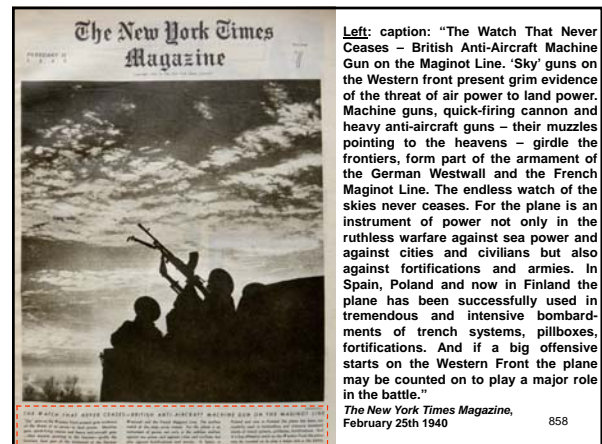 The New York Times
Magazine
FEBRUARY 25
1940
THE WATCH THAT NEVER CEASES—BRITISH ANTI-AIRCRAFT MACHINE GUN ON THE MAGINOT LINE
Left: caption: “The Watch That Never
Ceases – British Anti-Aircraft Machine
Gun on the Maginot Line. ‘Sky’ guns on
the Western front present grim evidence
of the threat of air power to land power.
Machine guns, quick-firing cannon and
heavy anti-aircraft guns – their muzzles
pointing to the heavens – girdle the
frontiers, form part of the armament of
the German Westwall and the French
Maginot Line. The endless watch of the
skies never ceases. For the plane is an
instrument of power not only in the
ruthless warfare against sea power and
against cities and civilians but also
against fortifications and armies. In
Spain, Poland and now in Finland the
plane has been successfully used in
tremendous and intensive bombard-
ments of trench systems, pillboxes,
fortifications. And if a big offensive
starts on the Western Front the plane
may be counted on to play a major role
in the battle.”
The New York Times Magazine,
February 25th 1940
858